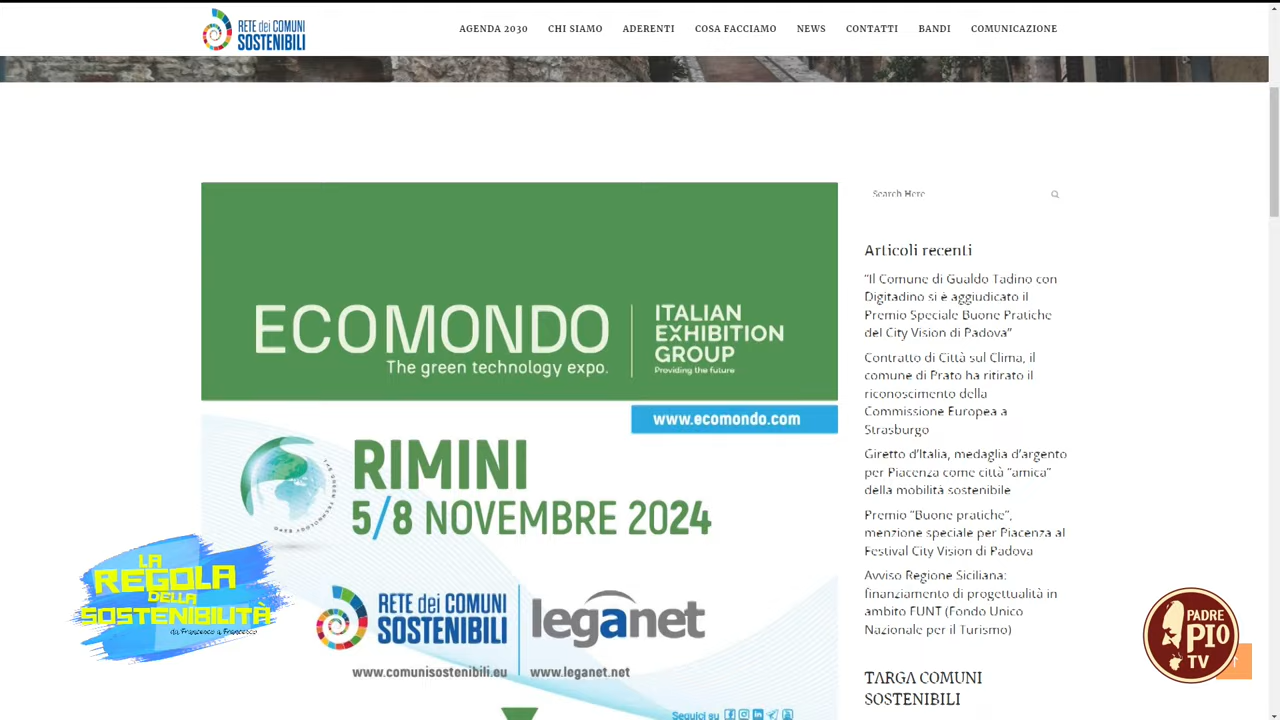 RETE dei COMUNI
SOSTENIBILI
AGENDA 2030
CHI SIAMO
ADERENTI
COSA FACCIAMO
NEWS
CONTATTI
BANDI
COMUNICAZIONE
ECOMONDO
The green technology expo.
ITALIAN
EXHIBITION
GROUP
Providing the future
www.ecomondo.com
THE GREEN TECHNOLOGY EXPO
RIMINI
5/8 NOVEMBRE 2024
RETE dei COMUNI
SOSTENIBILI
leganet
www.comunisostenibili.eu
www.leganet.net
Seguici su
Search Here
Articoli recenti
“Il Comune di Gualdo Tadino con
Digitadino si è aggiudicato il
Premio Speciale Buone Pratiche
del City Vision di Padova”
Contratto di Città sul Clima, il
comune di Prato ha ritirato il
riconoscimento della
Commissione Europea a
Strasburgo
Giretto d’Italia, medaglia d’argento
per Piacenza come città “amica”
della mobilità sostenibile
Premio “Buone pratiche”,
menzione speciale per Piacenza al
Festival City Vision di Padova
Avviso Regione Siciliana:
finanziamento di progettualità in
ambito FUNT (Fondo Unico
Nazionale per il Turismo)
TARGA COMUNI
SOSTENIBILI
LA
REGOLA
DELLA
SOSTENIBILITÀ
da Francesco a Francesco
PADRE
PIO
TV